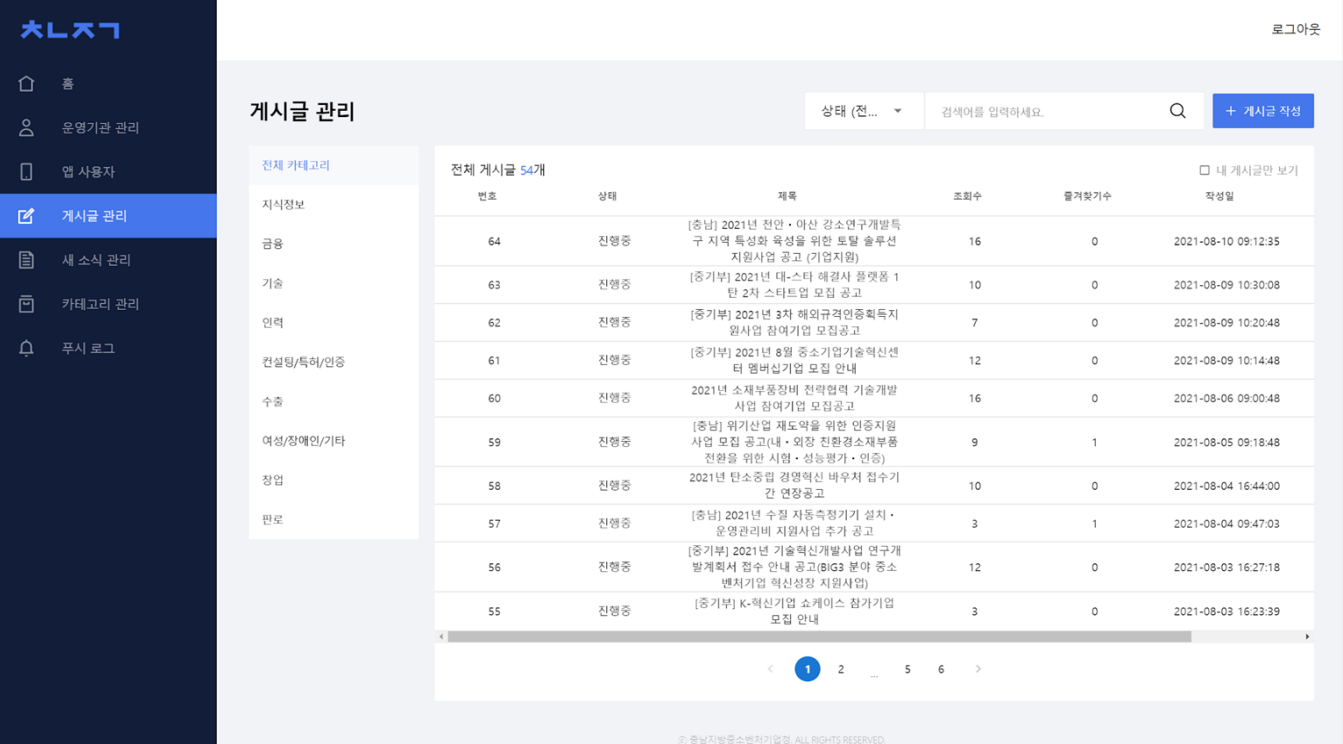 ㅊㄴㅈㄱ
로그아웃
홈
운영기관 관리
앱 사용자
게시글 관리
새 소식 관리
카테고리 관리
푸시 로그
게시글 관리
상태 (전...
검색어를 입력하세요.
+ 게시글 작성
전체 카테고리
지식정보
금융
기술
인력
컨설팅/특허/인증
수출
여성/장애인/기타
창업
판로
전체 게시글 54개
내 게시글만 보기
번호 상태 제목 조회수 즐겨찾기수 작성일
[충남] 2021년 천안・아산 강소연구개발특
64 진행중 구 지역 특성화 육성을 위한 토탈 솔루션 16 0 2021-08-10 09:12:35
지원사업 공고 (기업지원)
63 진행중 [중기부] 2021년 대-스타 해결사 플랫폼 1 10 0 2021-08-09 10:30:08
탄 2차 스타트업 모집 공고
62 진행중 [중기부] 2021년 3차 해외규격인증획득지 7 0 2021-08-09 10:20:48
원사업 참여기업 모집공고
61 진행중 [중기부] 2021년 8월 중소기업기술혁신센 12 0 2021-08-09 10:14:48
터 멤버십기업 모집 안내
60 진행중 2021년 소재부품장비 전략협력 기술개발 16 0 2021-08-06 09:00:48
사업 참여기업 모집공고
[충남] 위기산업 재도약을 위한 인증지원
59 진행중 사업 모집 공고(내・외장 친환경소재부품 9 1 2021-08-05 09:18:48
전환을 위한 시험・성능평가・인증)
58 진행중 2021년 탄소중립 경영혁신 바우처 접수기 10 0 2021-08-04 16:44:00
간 연장공고
57 진행중 [충남] 2021년 수질 자동측정기기 설치・ 3 1 2021-08-04 09:47:03
운영관리비 지원사업 추가 공고
[중기부] 2021년 기술혁신개발사업 연구개
56 진행중 발계획서 접수 안내 공고(BIG3 분야 중소 12 0 2021-08-03 16:27:18
벤처기업 혁신성장 지원사업)
55 진행중 [중기부] K-혁신기업 쇼케이스 참가기업 3 0 2021-08-03 16:23:39
모집 안내
1 2 ... 5 6
ⓒ 충남지방중소벤처기업청. ALL RIGHTS RESERVED.